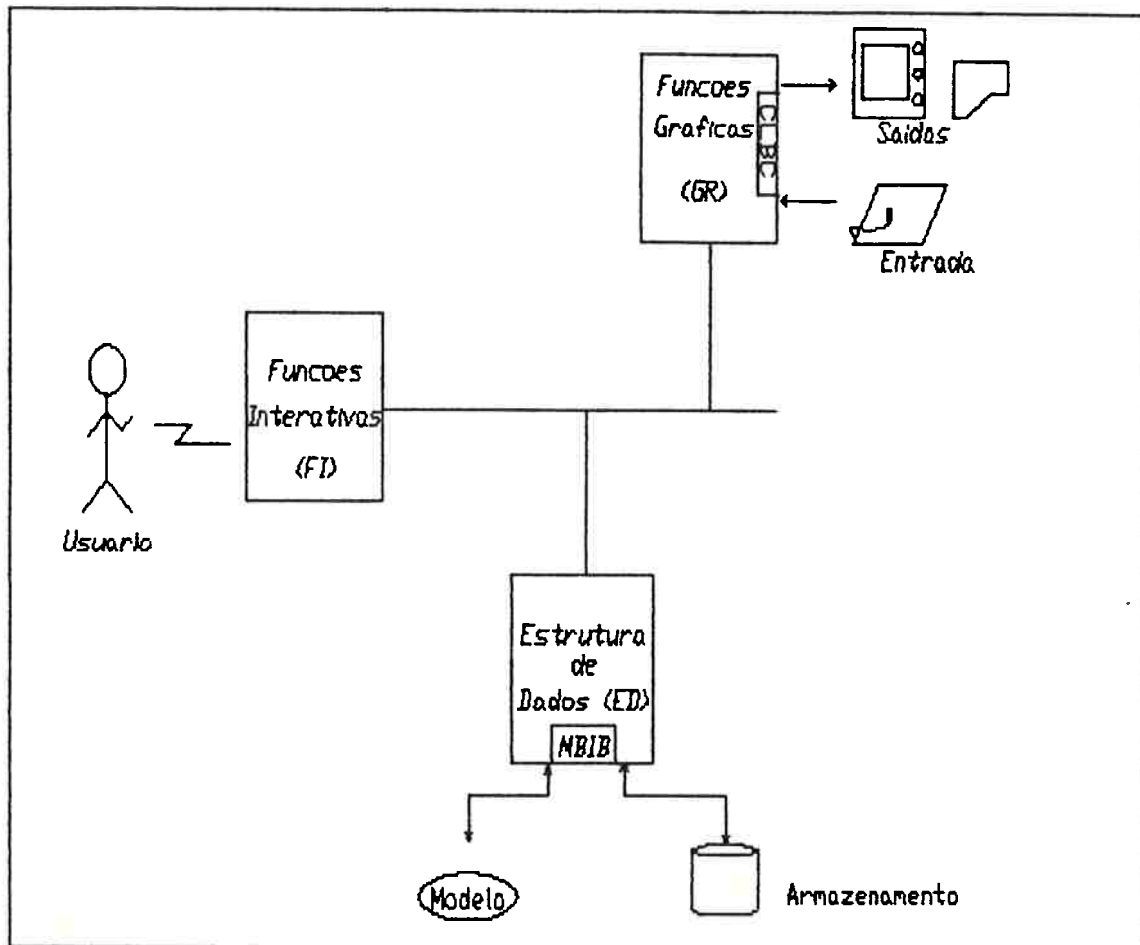 Funcoes
Graficas
(GR)
Saidas
Entrada
Funcoes
Interativas
(FI)
Usuario
Estrutura
de
Dados (ED)
MBIB
Modelo
Armazenamento